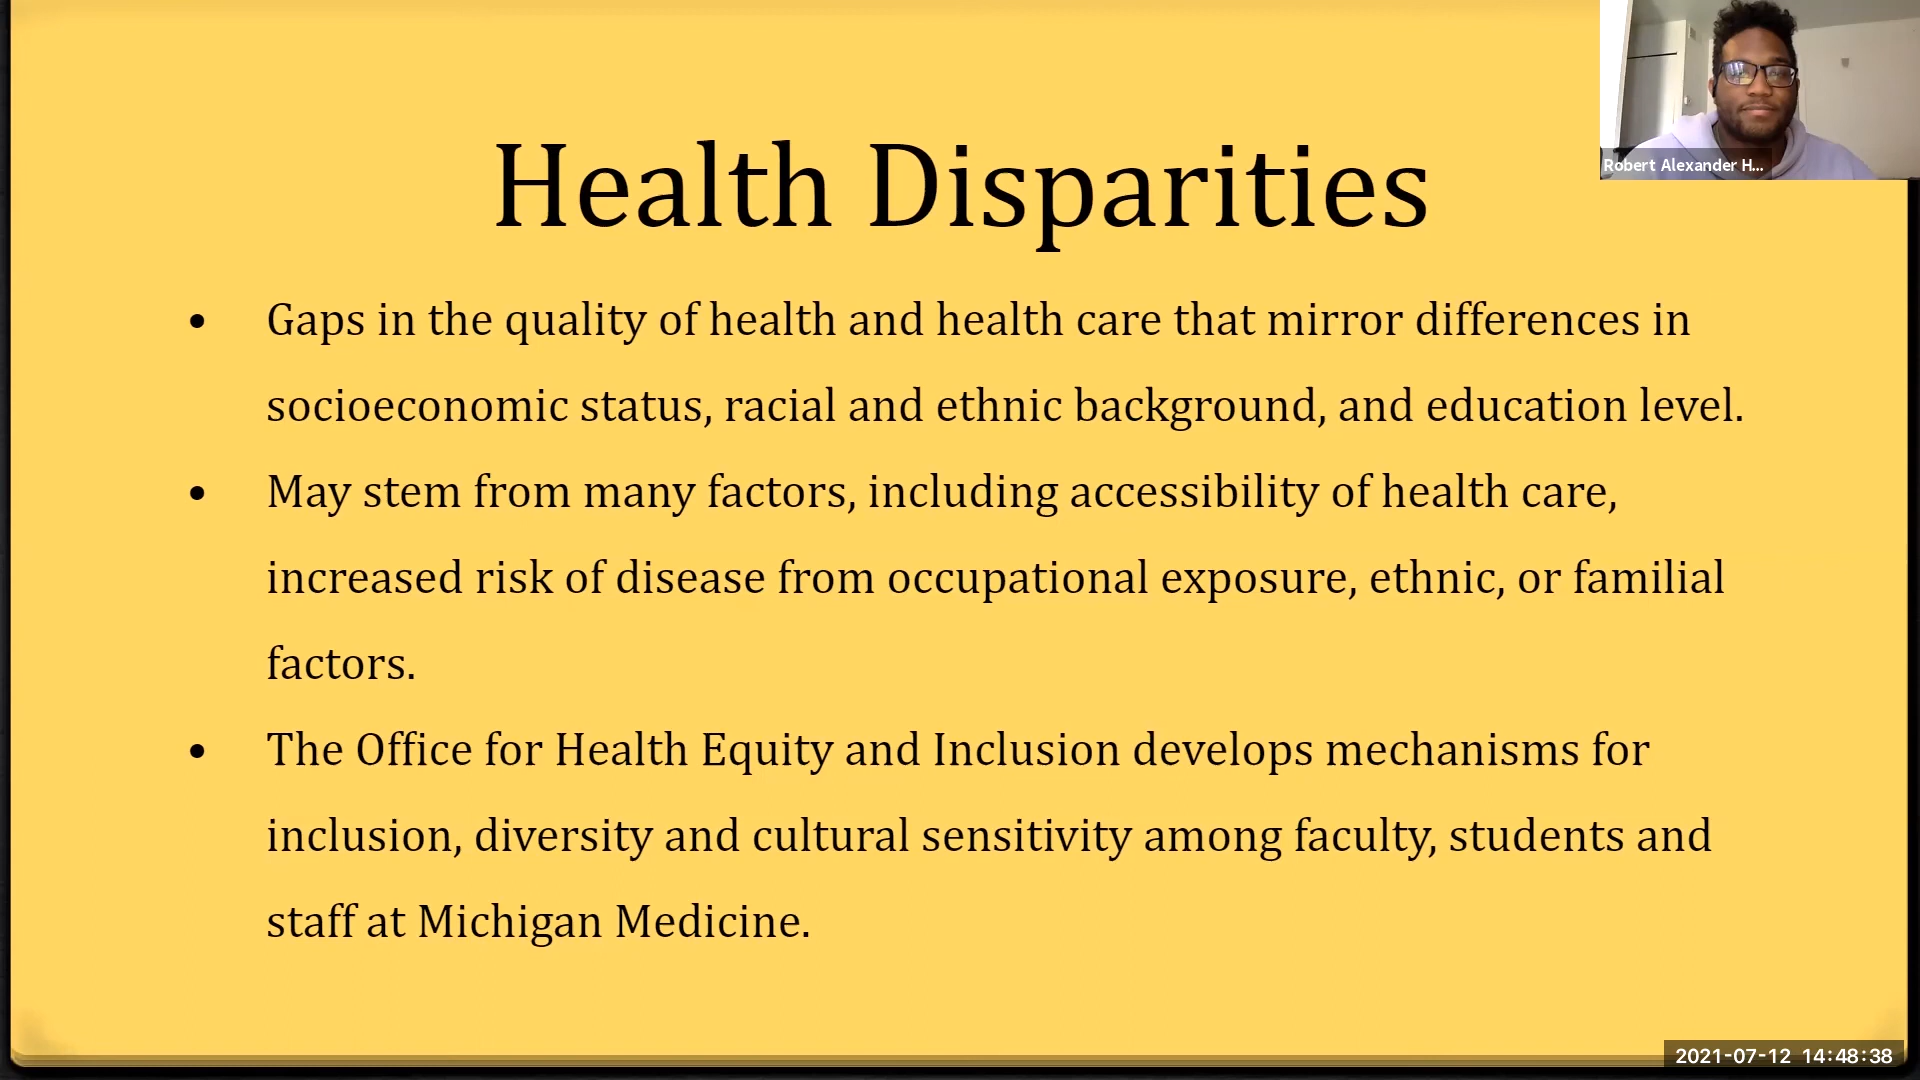 Health Disparities
Robert Alexander H...
• Gaps in the quality of health and health care that mirror differences in
socioeconomic status, racial and ethnic background, and education level.
• May stem from many factors, including accessibility of health care,
increased risk of disease from occupational exposure, ethnic, or familial
factors.
• The Office for Health Equity and Inclusion develops mechanisms for
inclusion, diversity and cultural sensitivity among faculty, students and
staff at Michigan Medicine.
2021-07-12 14:48:38